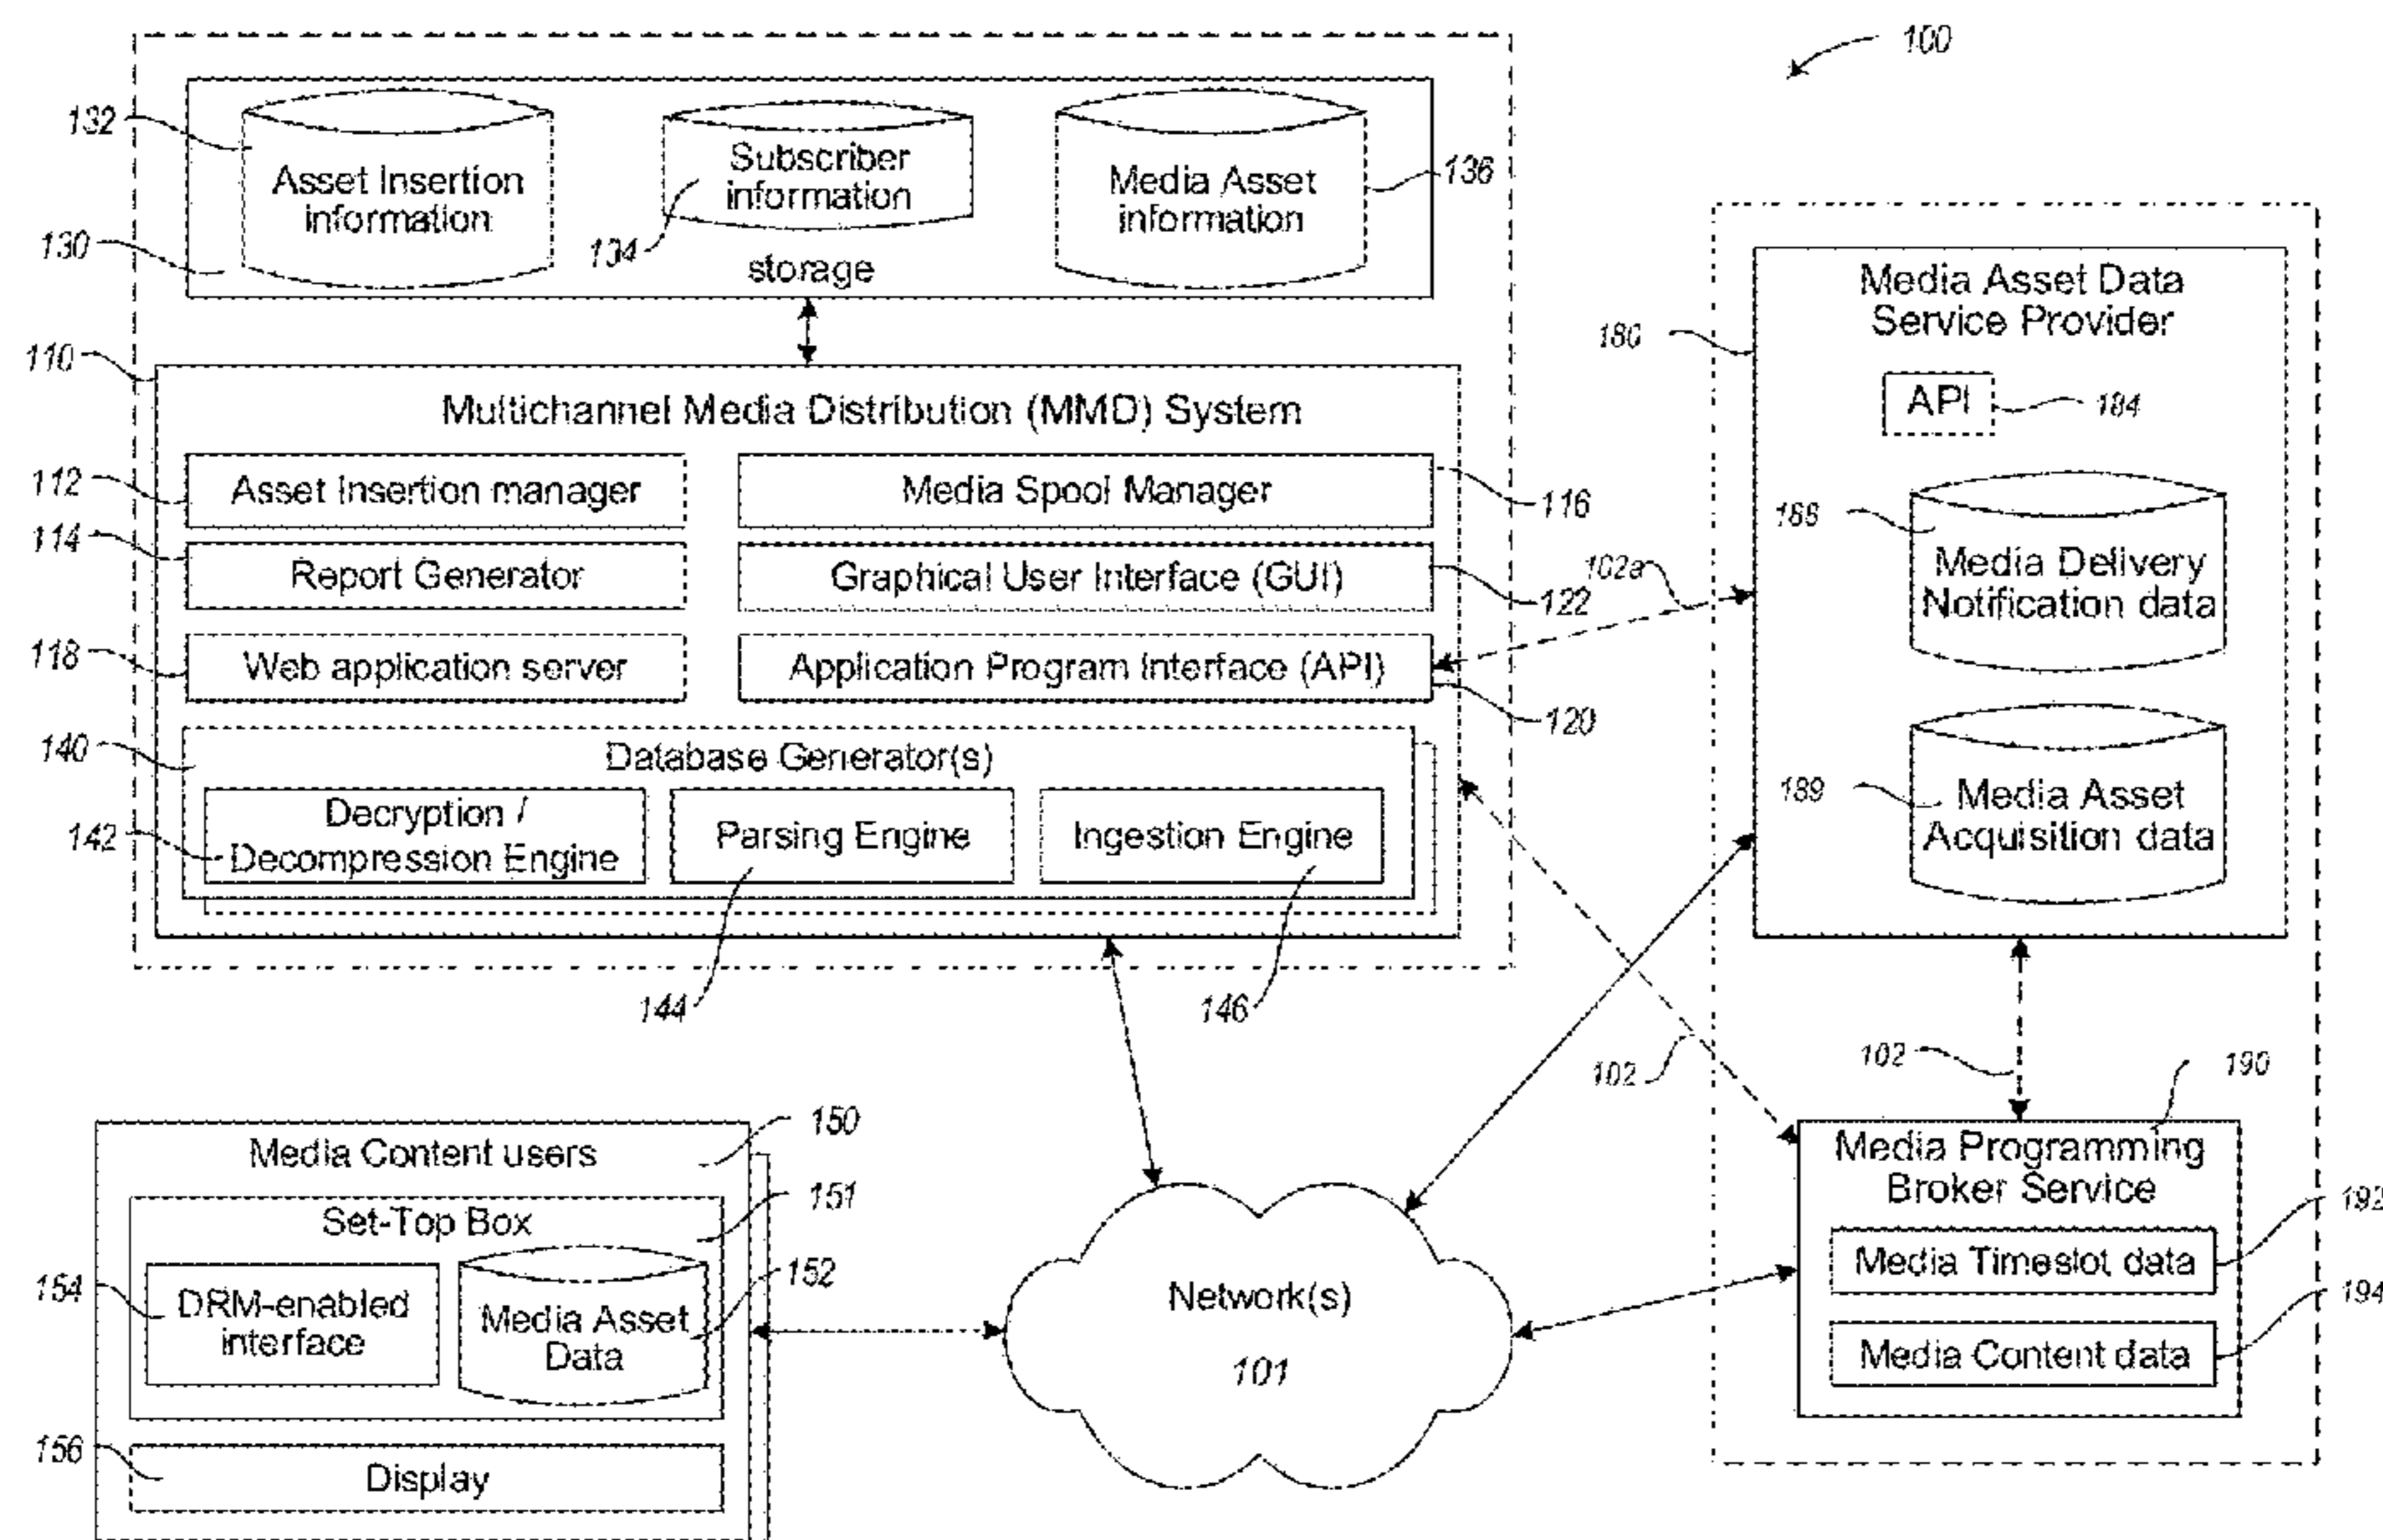 100
132
Asset Insertion
information
130
Subscriber
information
134
storage
Media Asset
information
136
110
Multichannel Media Distribution (MMD) System
112
Asset Insertion manager
Media Spool Manager
116
114
Report Generator
Graphical User Interface (GUI)
122
118
Web application server
Application Program Interface (API)
120
140
Database Generator(s)
142
Decryption /
Decompression Engine
Parsing Engine
Ingestion Engine
144
146
102a
180
Media Asset Data
Service Provider
API
184
188
Media Delivery
Notification data
189
Media Asset
Acquisition data
102
102
190
Media Programming
Broker Service
Media Timeslot data
192
Media Content data
194
Media Content users
150
Set-Top Box
151
154
DRM-enabled
interface
Media Asset
Data
152
156
Display
Network(s)
101